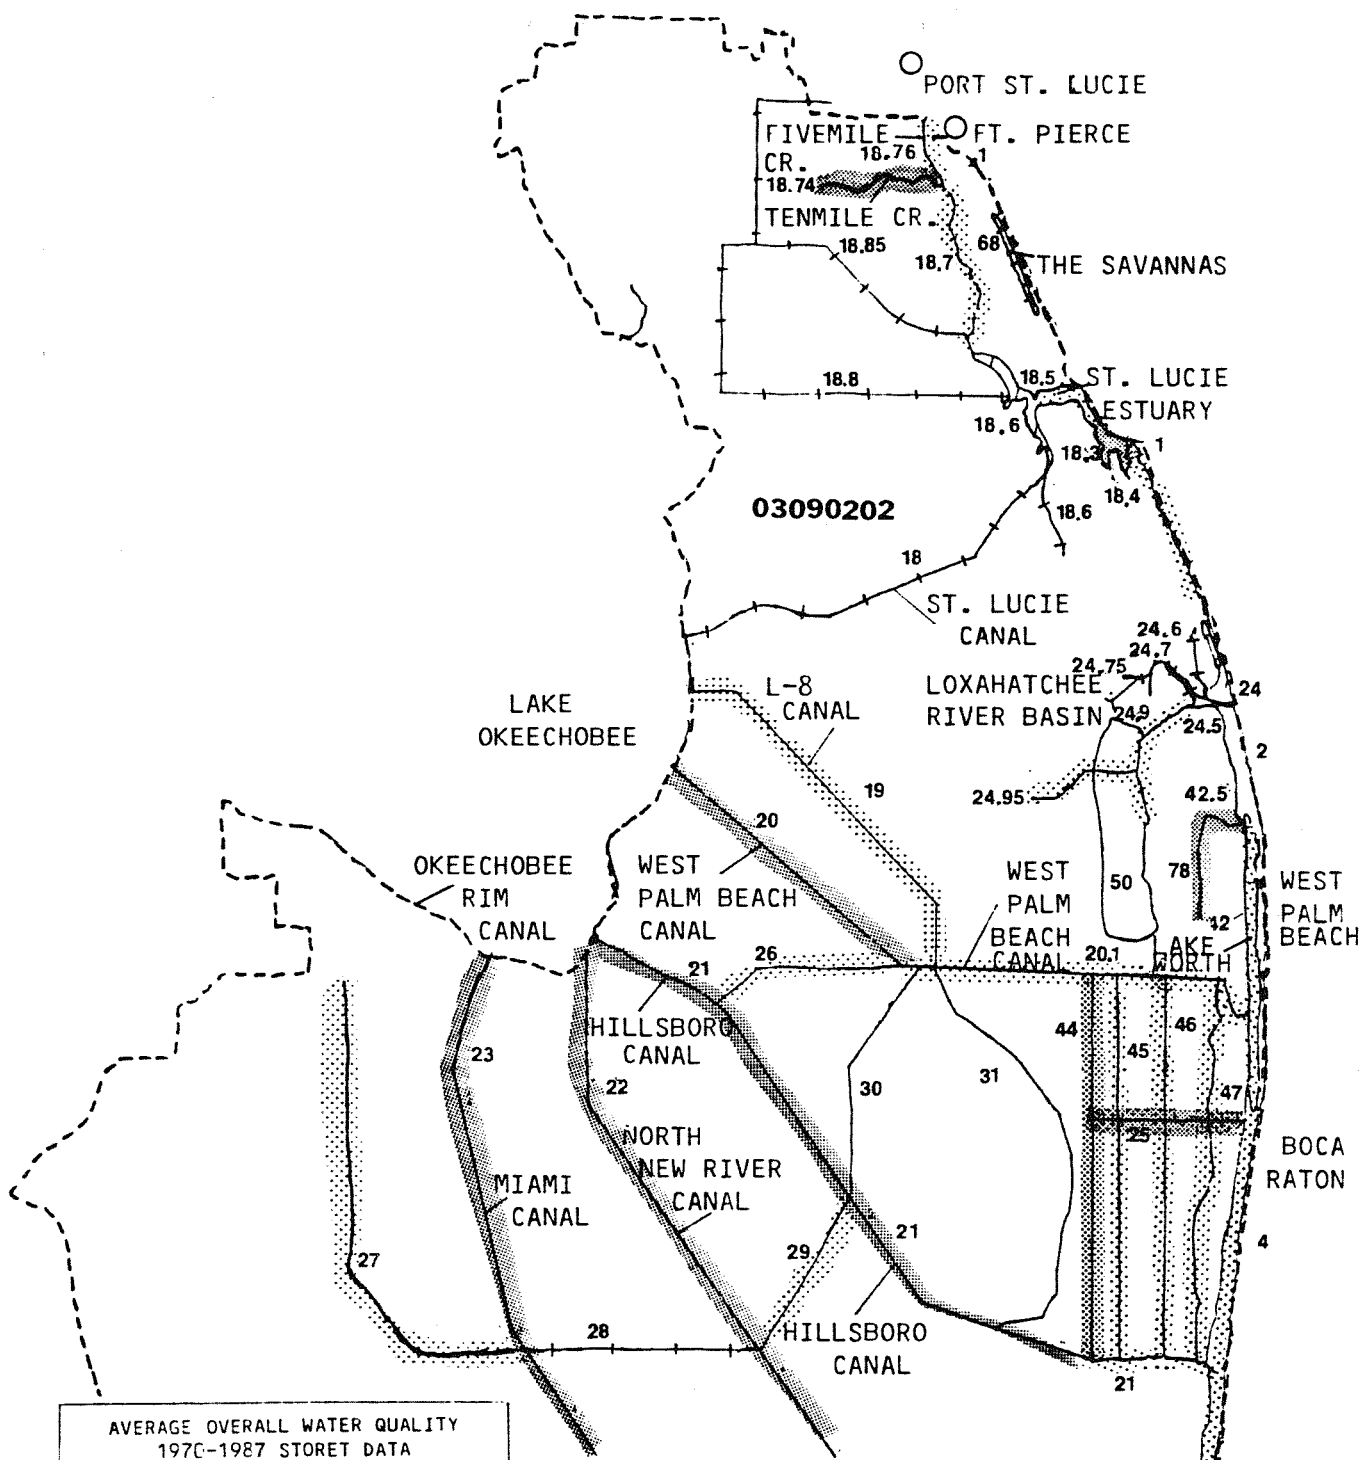 PORT ST. LUCIE
FIVEMILE
CR.
FT. PIERCE
18.76
1
18.74
TENMILE CR.
18.85
18.7
68
THE SAVANNAS
18.8
18.5
ST. LUCIE
ESTUARY
18.6
18.3
1
18.4
03090202
18.6
18
ST. LUCIE
CANAL
24.6
24.7
24.75
L-8
CANAL
LOXAHATCHEE
RIVER BASIN
24
24.9
24.5
LAKE
OKEECHOBEE
2
19
24.95
42.5
20
OKEECHOBEE
RIM
CANAL
WEST
PALM BEACH
CANAL
WEST
PALM
BEACH
CANAL
50
78
WEST
PALM
BEACH
42
LAKE
WORTH
26
21
20.1
HILLSBORO
CANAL
44
45
46
23
22
30
31
47
25
NORTH
NEW RIVER
CANAL
BOCA
RATON
MIAMI
CANAL
27
29
21
4
28
HILLSBORO
CANAL
21
AVERAGE OVERALL WATER QUALITY
1970-1987 STORET DATA